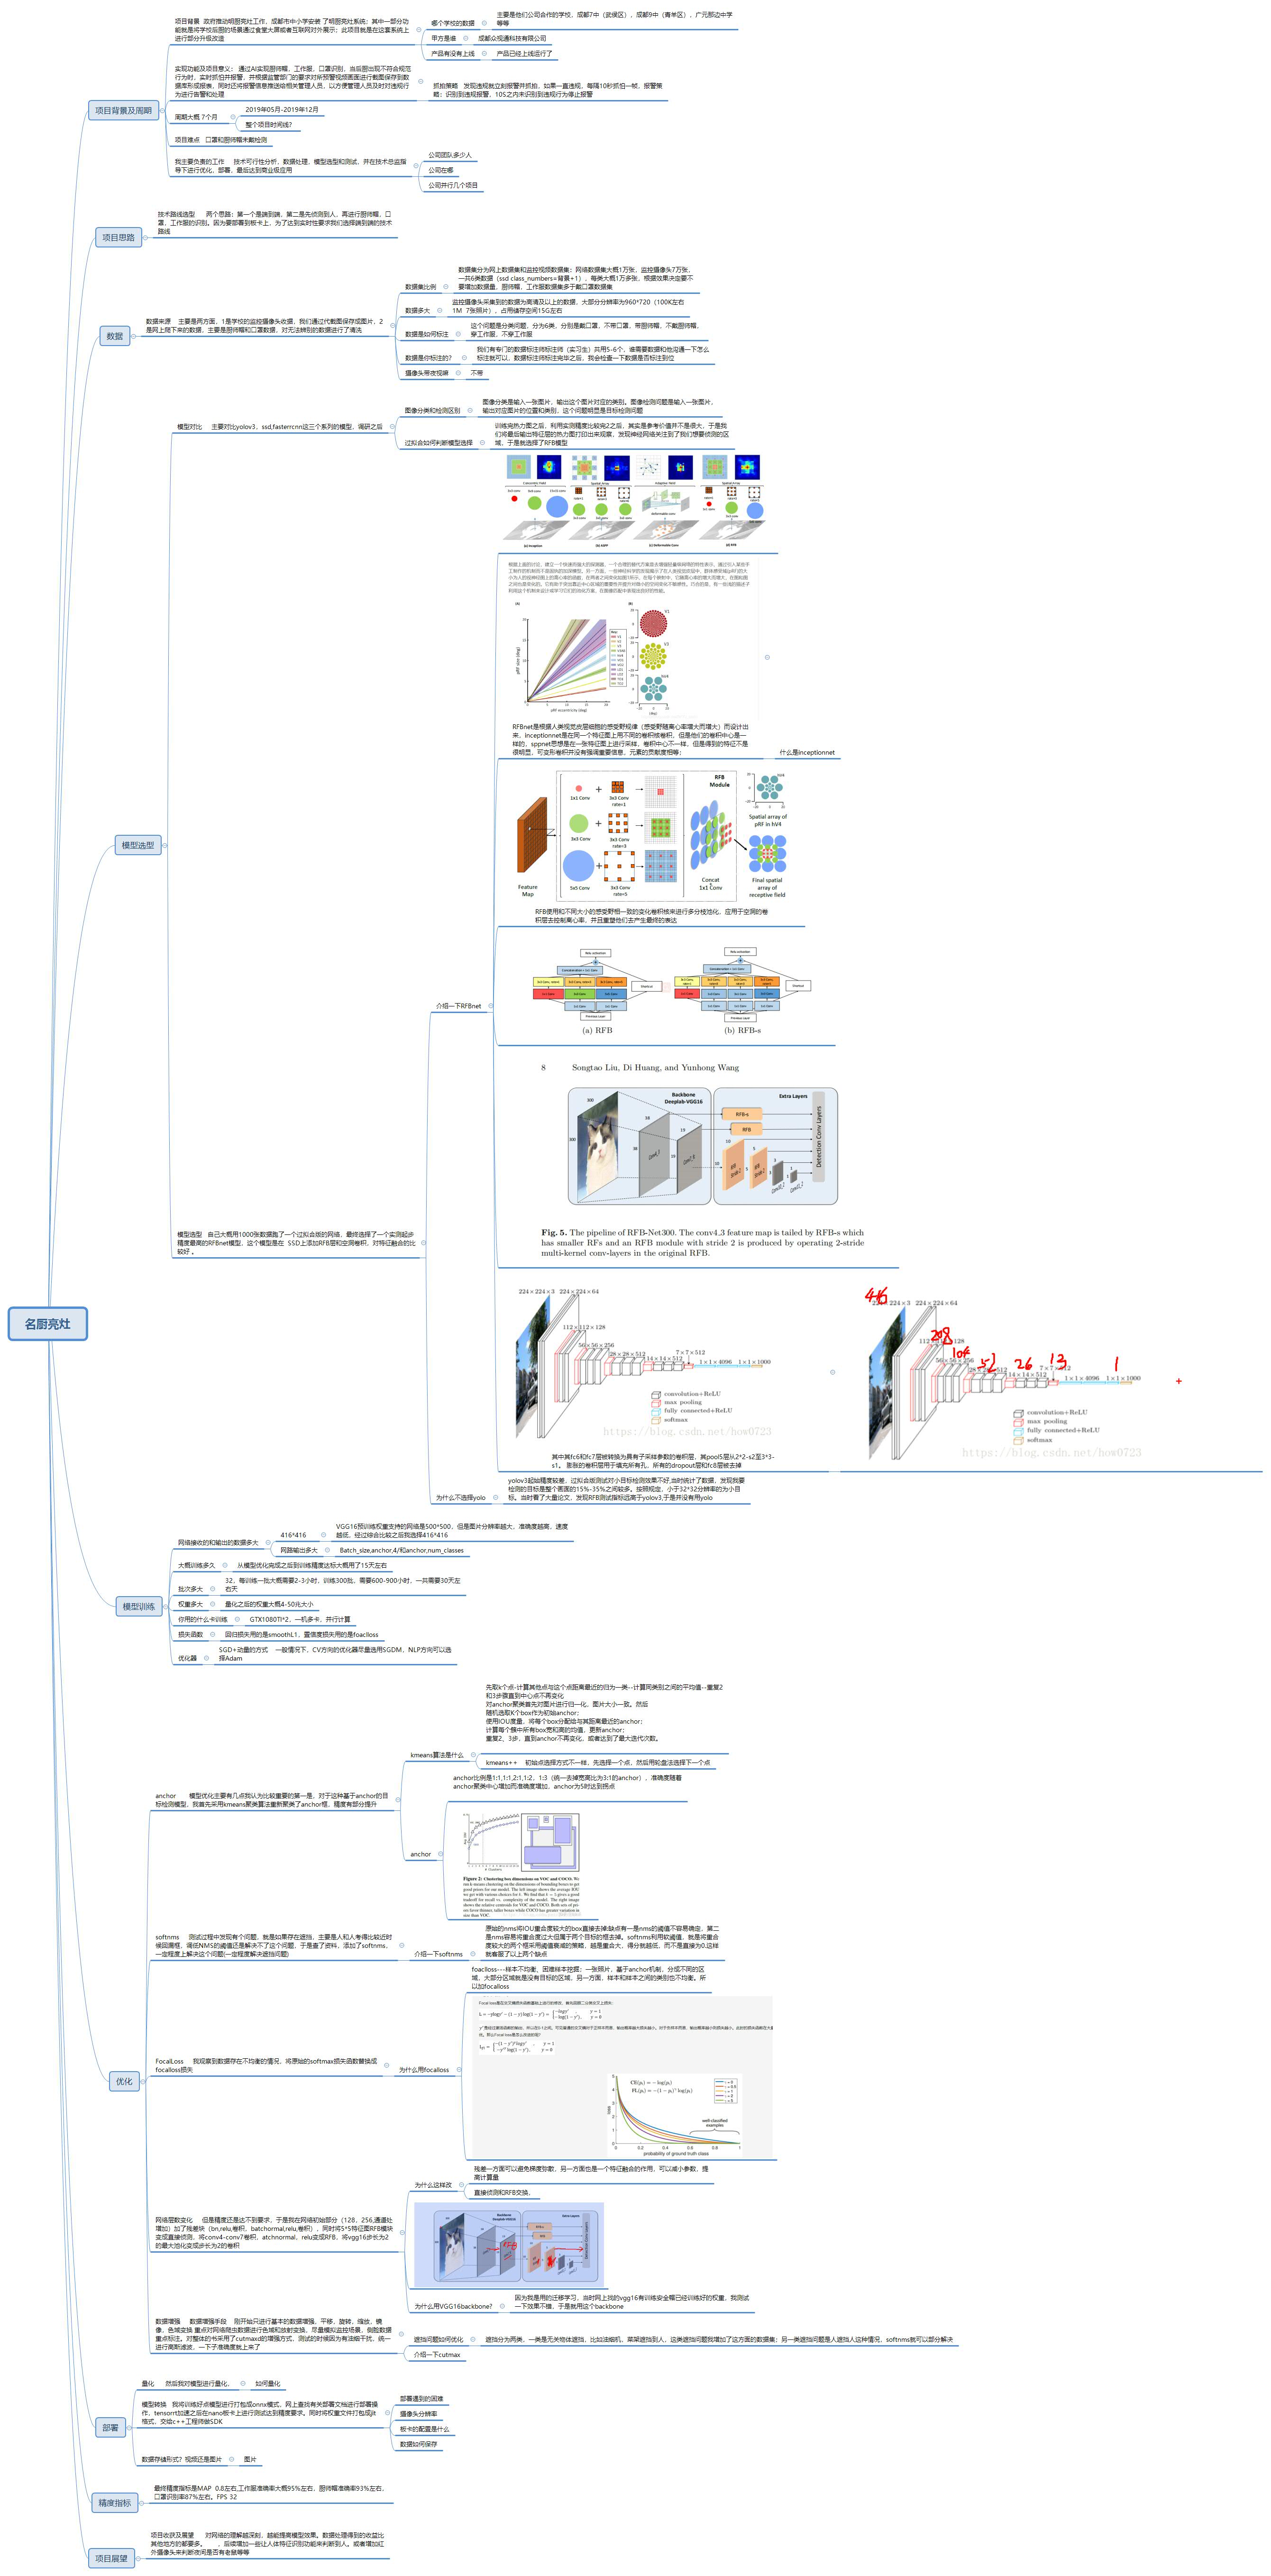 名厨亮灶
项目背景及周期
项目背景 政府推动明厨亮灶工作，成都市中小学安装了明厨亮灶系统；其中一部分功
能就是将学校后厨的场景通过食堂大屏或者互联网对外展示；此项目就是在这套系统上
进行部分升级改造
哪个学校的数据
主要是他们公司合作的学校，成都7中（武侯区），成都9中（青羊区），广元那边中学
等等
甲方是谁
成都众视通科技有限公司
产品有没有上线
产品已经上线运行了
实现功能及项目意义： 通过AI实现厨师帽，工作服，口罩识别，当后厨出现不符合规范
行为时，实时抓怕并报警，并根据监管部门的要求对所预警视频画面进行截图保存到数
据库形成报表，同时还将报警信息推送给相关管理人员，以方便管理人员及时对违规行
为进行告警和处理
抓拍策略 发现违规就立刻报警并抓拍，如果一直违规，每隔10秒抓怕一帧，报警策
略：识别到违规报警，10S之内未识别到违规行为停止报警
周期大概 7个月
2019年05月-2019年12月
整个项目时间线？
项目难点 口罩和厨师帽未戴检测
我主要负责的工作 技术可行性分析，数据处理，模型选型和测试，并在技术总监指
导下进行优化，部署，最后达到商业级应用
公司团队多少人
公司在哪
公司并行几个项目
项目思路
技术路线选型 两个思路：第一个是端到端，第二是先侦测到人，再进行厨师帽，口
罩，工作服的识别。因为要部署到板卡上，为了达到实时性要求我们选择端到端的技术
路线
数据
数据来源 主要是两方面，1是学校的监控摄像头收据，我们通过代截图保存成图片，2
是网上爬下来的数据，主要是厨师帽和口罩数据，对无法辨别的数据进行了清洗
数据集比例
数据集分为网上数据集和监控视频数据集：网络数据集大概1万张，监控摄像头7万张，
一共6类数据（ssd class_numbers=背景+1），每类大概1万多张，根据效果决定要不
要增加数据量，厨师帽，工作服数据集多于戴口罩数据集
数据多大
监控摄像头采集到的数据为高清及以上的数据，大部分分辨率为960*720（100K左右
1M 7张照片），占用储存空间15G左右
数据是如何标注
这个问题是分类问题，分为6类，分别是戴口罩，不带口罩，带厨师帽，不戴厨师帽，
穿工作服，不穿工作服
数据是你标注的？
我们有专门的数据标注师标注师（实习生）共用5-6个，谁需要数据和他沟通一下怎么
标注就可以，数据标注师标注完毕之后，我会检查一下数据是否标注到位
摄像头带夜视嘛
不带
模型选型
模型对比 主要对比yolov3，ssd,fasterrcnn这三个系列的模型，调研之后
图像分类和检测区别
图像分类是输入一张图片，输出这个图片对应的类别。图像检测问题是输入一张图片，
输出对应图片的位置和类别，这个问题明显是目标检测问题
过拟合如何判断模型选择
训练完热力图之后，利用实测精度比较完2之后，其实是参考价值并不是很大，于是我
们将最后输出特征层的热力图打印出来观察，发现神经网络关注到了我们想要侦测的区
域，于是就选择了RFB模型
模型选型 自己大概用1000张数据跑了一个过拟合版的网络，最终选择了一个实测起步
精度最高的RFBnet模型，这个模型是在 SSD上添加RFB层和空洞卷积，对特征融合的比
较好 。
介绍一下RFBnet
(a) Inception
(b) ASPP
(c) Deformable Conv
(d) RFB
pRF size (deg)
pRF eccentricity (deg)
RFBnet是根据人类视觉皮层细胞的感受野规律（感受野随离心率增大而增大）而设计出
来，inceptionnet是在同一个特征图上用不同的卷积核卷积，但是他们的卷积中心是一
样的，sppnet思想是在一张特征图上进行采样，卷积中心不一样，但是得到的特征不是
很明显，可变形卷积并没有强调重要信息，元素的贡献度相等；
什么是inceptionnet
RFB
Module
1x1 Conv
3x3 Conv
rate=1
3x3 Conv
3x3 Conv
rate=3
5x5 Conv
3x3 Conv
rate=5
Feature
Map
Concat
1x1 Conv
Spatial array of
pRF in hV4
Final spatial
array of
receptive field
RFB使用和不同大小的感受野相一致的变化卷积核来进行多分枝池化，应用于空洞的卷
积层去控制离心率，并且重塑他们去产生最终的表达
(a) RFB
(b) RFB-s
8 Songtao Liu, Di Huang, and Yunhong Wang
Backbone
Deeplab-VGG16
Extra Layers
300
300
38
38
19
19
RFB-s
RFB
10
10
Detection Conv Layers
Fig. 5. The pipeline of RFB-Net300. The conv4_3 feature map is tailed by RFB-s which
has smaller RFs and an RFB module with stride 2 is produced by operating 2-stride
multi-kernel conv-layers in the original RFB.
224×224×3 224×224×64
112×112×128
56×56×256
28×28×512
14×14×512
7×7×512
1×1×4096 1×1×1000
convolution+ReLU
max pooling
fully connected+ReLU
softmax
https://blog.csdn.net/how0723
416
208
104
52
26
13
1
224×224×64
1×1×4096 1×1×1000
convolution+ReLU
max pooling
fully connected+ReLU
softmax
https://blog.csdn.net/how0723
其中其fc6和fc7层被转换为具有子采样参数的卷积层，其pool5层从2*2-s2至3*3-
s1。 膨胀的卷积层用于填充所有孔，所有的dropout层和fc8层被去掉
为什么不选择yolo
yolov3起始精度较差，过拟合版测试对小目标检测效果不好,当时统计了数据，发现我要
检测的目标是整个画面的15%-35%之间较多。按照规定，小于32*32分辨率的为小目
标。当时看了大量论文，发现RFB测试指标远高于yolov3,于是并没有用yolo
模型训练
网络接收的和输出的数据多大
416*416
VGG16预训练权重支持的网络是500*500，但是图片分辨率越大，准确度越高，速度
越低，经过综合比较之后我选择416*416
网路输出多大
Batch_size,anchor,4/和anchor,num_classes
大概训练多久
从模型优化完成之后到训练精度达标大概用了15天左右
批次多大
32，每训练一批大概需要2-3小时，训练300批，需要600-900小时，一共需要30天左
右天
权重多大
量化之后的权重大概4-50兆大小
你用的什么卡训练
GTX1080TI*2，一机多卡，并行计算
损失函数
回归损失用的是smoothL1，置信度损失用的是foaclloss
优化器
SGD+动量的方式 一般情况下，CV方向的优化器尽量选用SGDM，NLP方向可以选
择Adam
优化
anchor 模型优化主要有几点我认为比较重要的第一是，对于这种基于anchor的目
标检测模型，我首先采用kmeans聚类算法重新聚类了anchor框，精度有部分提升
kmeans算法是什么
先取k个点-计算其他点与这个点距离最近的归为一类--计算同类别之间的平均值--重复2
和3步骤直到中心点不再变化
对anchor聚类首先对图片进行归一化，图片大小一致。然后
随机选取K个box作为初始anchor;
使用IOU度量，将每个box分配给与其距离最近的anchor;
计算每个簇中所有box宽和高的均值，更新anchor;
重复2、3步，直到anchor不再变化，或者达到了最大迭代次数。
kmeans++ 初始点选择方式不一样，先选择一个点，然后用轮盘法选择下一个点
anchor
anchor比例是1:1,1:1,2:1,1:2，1:3（统一去掉宽高比为3:1的anchor），准确度随着
anchor聚类中心增加而准确度增加，anchor为5时达到拐点
Figure 2: Clustering box dimensions on VOC and COCO. We
run k-means clustering on the dimensions of bounding boxes to get
good priors for our model. The left image shows the average IOU
we get with various choices for k. We find that k = 5 gives a good
tradeoff for recall vs. complexity of the model. The right image
shows the relative centroids for VOC and COCO. Both sets of pri-
ors favor thinner, taller boxes while COCO has greater variation in
size than VOC.
softnms 测试过程中发现有个问题，就是如果存在遮挡，主要是人和人考得比较近时
候回漏框，调低NMS的阈值还是解决不了这个问题，于是查了资料，添加了softnms，
一定程度上解决这个问题(一定程度解决遮挡问题)
介绍一下softnms
原始的nms将IOU重合度较大的box直接去掉;缺点有一是nms的阈值不容易确定，第二
是nms容易将重合度过大但属于两个目标的框去掉。softnms利用软阈值，就是将重合
度较大的两个框采用阈值衰减的策略，越是重合大，得分就越低，而不是直接为0.这样
就客服了以上两个缺点
FocalLoss 我观察到数据存在不均衡的情况，将原始的softmax损失函数替换成
focalloss损失
为什么用focalloss
foaclloss---样本不均衡、困难样本挖掘：一张照片，基于anchor机制，分成不同的区
域，大部分区域就是没有目标的区域，另一方面，样本和样本之间的类别也不均衡。所
以加focalloss
CE(pt) = −log(pt)
FL(pt) = −(1 − pt)γ log(pt)
well-classified
examples
loss
probability of ground truth class
网络层数变化 但是精度还是达不到要求，于是我在网络初始部分（128，256,通道处
增加）加了残差块（bn,relu,卷积，batchormal,relu,卷积），同时将5*5特征图RFB模块
变成直接侦测，将conv4-conv7卷积，atchnormal，relu变成RFB，将vgg16步长为2
的最大池化变成步长为2的卷积
为什么这样改
残差一方面可以避免梯度弥散，另一方面也是一个特征融合的作用，可以减小参数，提
高计算量
直接侦测和RFB交换，
RFB
为什么用VGG16backbone?
因为我是用的迁移学习，当时网上找的vgg16有训练安全帽已经训练好的权重，我测试
一下效果不错，于是就用这个backbone
数据增强 数据增强手段 刚开始只进行基本的数据增强，平移，旋转，缩放，镜
像，色域变换 重点对网络爬虫数据进行色域和放射变换，尽量模拟监控场景，侧脸数据
重点标注。对整体的书采用了cutmaxd的增强方式，测试的时候因为有油烟干扰，统一
进行高斯滤波，一下子准确度就上来了
遮挡问题如何优化
遮挡分为两类，一类是无关物体遮挡，比如油烟机，蒸架遮挡到人，这类遮挡问题我增加了这方面的数据集；另一类遮挡问题是人遮挡人这种情况，softnms就可以部分解决
介绍一下cutmax
部署
量化 然后我对模型进行量化，
如何量化
模型转换 我将训练好点模型进行打包成onnx模式，网上查找有关部署文档进行部署操
作，tensorrt加速之后在nano板卡上进行测试达到精度要求。同时将权重文件打包成jit
格式，交给c++工程师做SDK
部署遇到的困难
摄像头分辨率
板卡的配置是什么
数据如何保存
数据存储形式？视频还是图片
图片
精度指标
最终精度指标是MAP 0.8左右,工作服准确率大概95%左右，厨师帽准确率93%左右，
口罩识别率87%左右。FPS 32
项目展望
项目收获及展望 对网络的理解越深刻，越能提高模型效果。数据处理得到的收益比
其他地方的都要多。 ，后续增加一些让人体特征识别功能来判断到人。或者增加红
外摄像头来判断夜间是否有老鼠等等